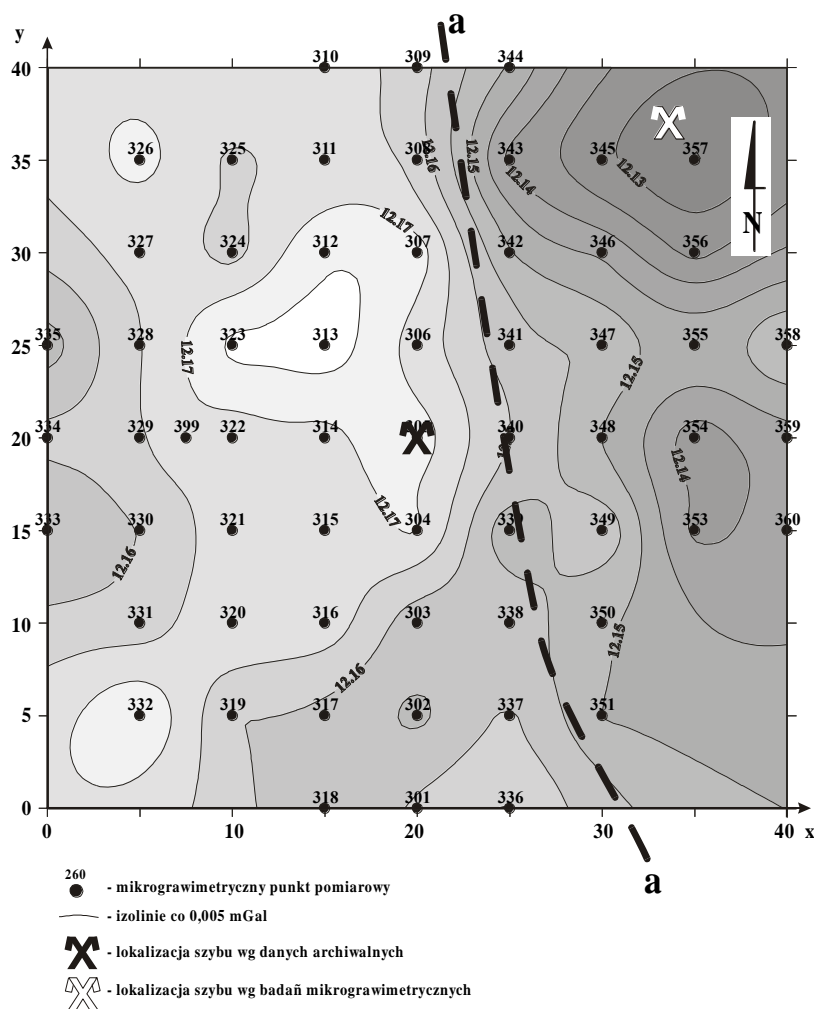 a
y
310 309 344
40
326 325 311 308 343 345 357
35
12.16 12.15 12.14 12.13
N
12.17
327 324 312 307 342 346 356
30
335 328 323 313 306 341 347 355 358
25
12.17 12.15
334 329 399 322 314 340 348 354 359
20
12.14
12.17
333 330 321 315 304 349 353 360
15
12.16
331 320 316 303 338 350
10
12.15
12.16
332 319 317 302 337 351
5
318 301 336
0
0 10 20 30 40 x
a
260
- mikrograwimetryczny punkt pomiarowy
- izolinie co 0,005 mGal
- lokalizacja szybu wg danych archiwalnych
- lokalizacja szybu wg badań mikrograwimetrycznych